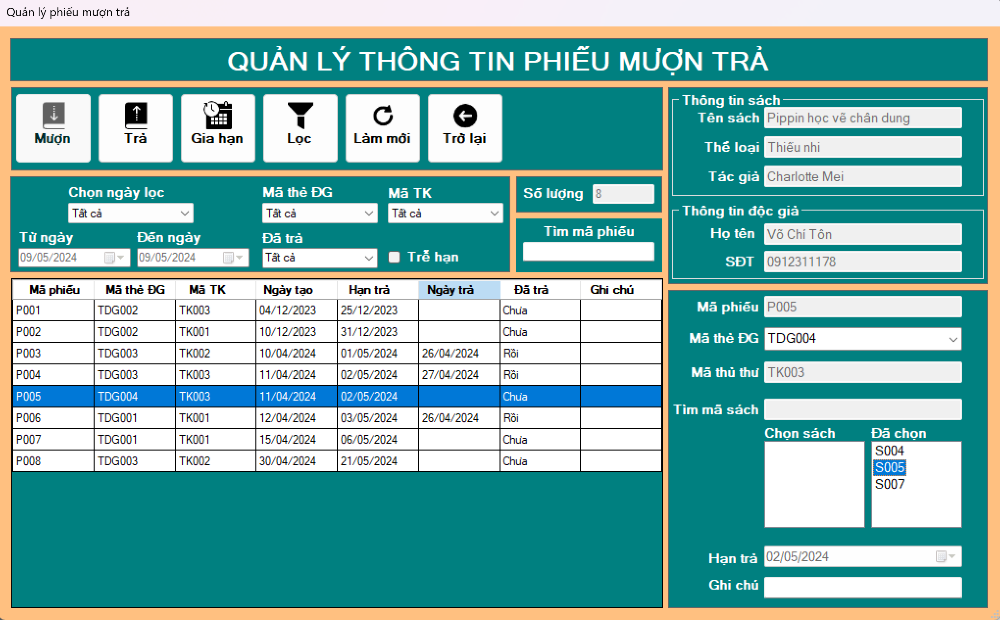 Quản lý phiếu mượn trả
QUẢN LÝ THÔNG TIN PHIẾU MƯỢN TRẢ
Mượn Trả Gia hạn Lọc Làm mới Trở lại
Chọn ngày lọc Mã thẻ ĐG Mã TK
Tất cả Tất cả Tất cả
Từ ngày Đến ngày Đã trả
09/05/2024 09/05/2024 Tất cả Trễ hạn
Số lượng 8
Tìm mã phiếu
Mã phiếu Mã thẻ ĐG Mã TK Ngày tạo Hạn trả Ngày trả Đã trả Ghi chú
P001 TDG002 TK003 04/12/2023 25/12/2023 Chưa
P002 TDG002 TK001 10/12/2023 31/12/2023 Chưa
P003 TDG003 TK002 10/04/2024 01/05/2024 26/04/2024 Rồi
P004 TDG003 TK003 11/04/2024 02/05/2024 27/04/2024 Rồi
P005 TDG004 TK003 11/04/2024 02/05/2024 Chưa
P006 TDG001 TK001 12/04/2024 03/05/2024 26/04/2024 Rồi
P007 TDG001 TK001 15/04/2024 06/05/2024 Chưa
P008 TDG003 TK002 30/04/2024 21/05/2024 Chưa
Thông tin sách
Tên sách Pippin học vẽ chân dung
Thể loại Thiếu nhi
Tác giả Charlotte Mei
Thông tin độc giả
Họ tên Võ Chí Tôn
SĐT 0912311178
Mã phiếu P005
Mã thẻ ĐG TDG004
Mã thủ thư TK003
Tìm mã sách
Chọn sách Đã chọn
S004
S005
S007
Hạn trả 02/05/2024
Ghi chú